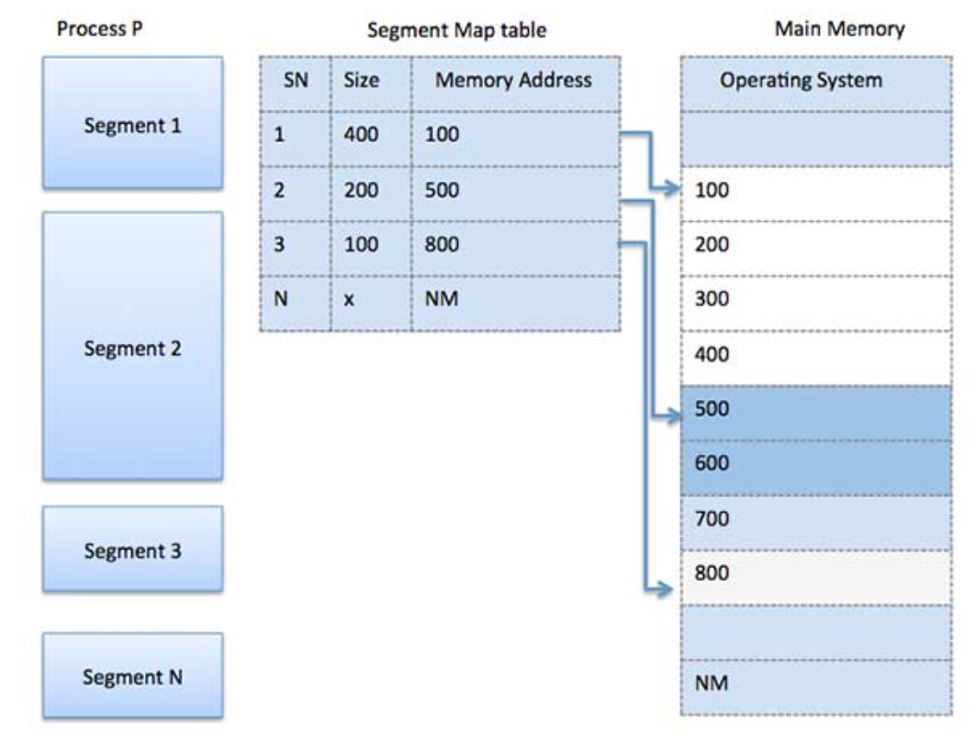 Process P
Segment 1
Segment 2
Segment 3
Segment N
Segment Map table
SN Size Memory Address
1 400 100
2 200 500
3 100 800
N x NM
Main Memory
Operating System
100
200
300
400
500
600
700
800
NM